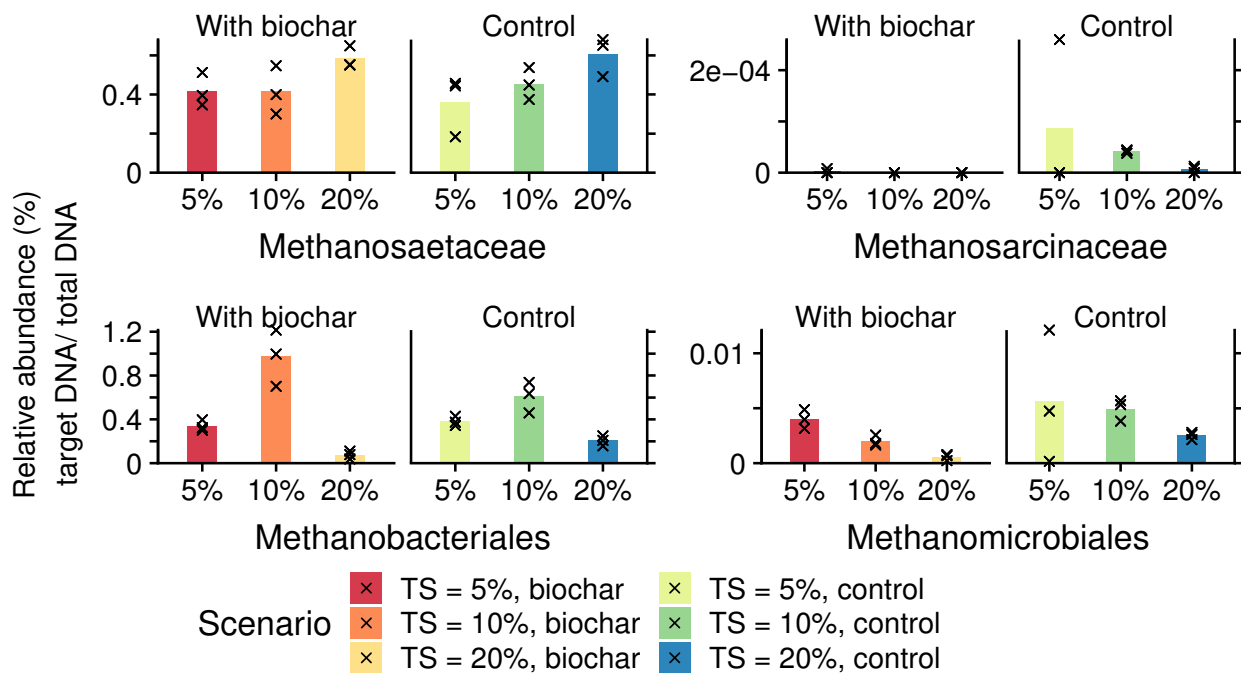 With biochar Control With biochar Control
0.4
0
2e−04
0
5% 10% 20% 5% 10% 20% 5% 10% 20% 5% 10% 20%
Methanosaetaceae Methanosarcinaceae
Relative abundance (%)
target DNA/ total DNA
With biochar Control With biochar Control
1.2
0.8
0.4
0
0.01
0
5% 10% 20% 5% 10% 20% 5% 10% 20% 5% 10% 20%
Methanobacteriales Methanomicrobiales
Scenario
TS = 5%, biochar
TS = 10%, biochar
TS = 20%, biochar
TS = 5%, control
TS = 10%, control
TS = 20%, control